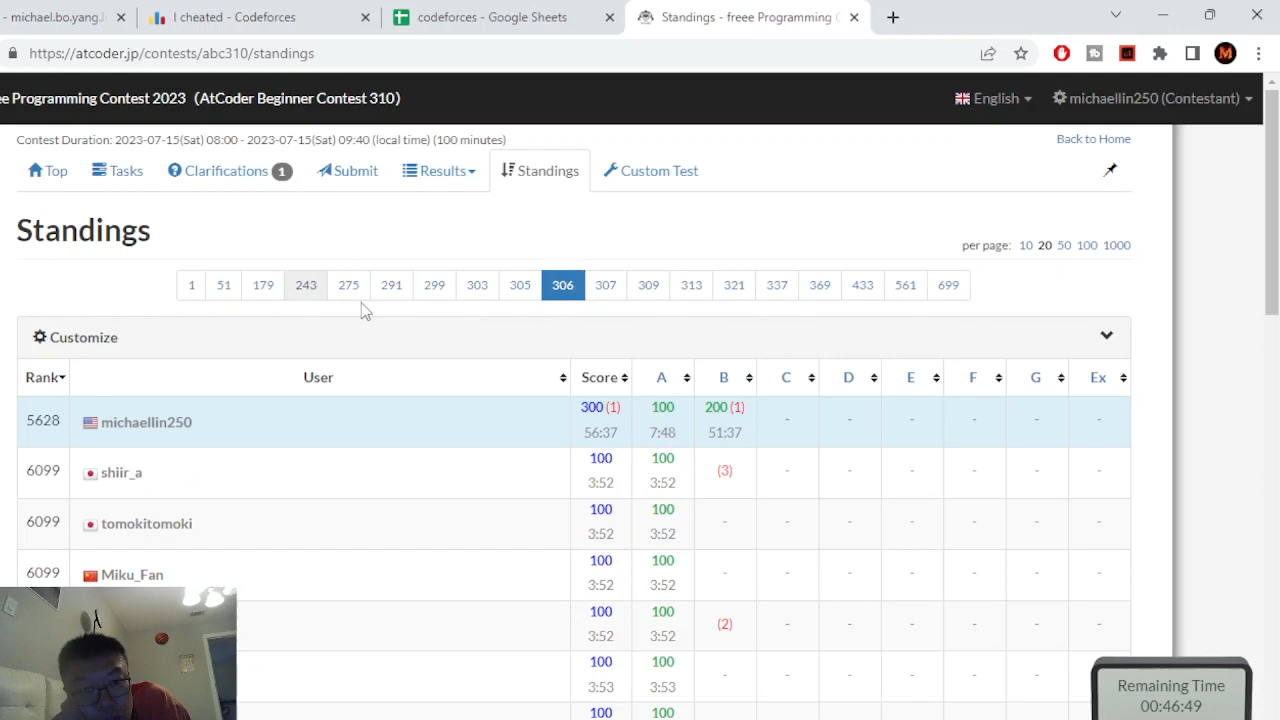 - michael.bo.yang.li
I cheated - Codeforces
codeforces - Google Sheets
Standings - freee Programming C
https://atcoder.jp/contests/abc310/standings
ee Programming Contest 2023 (AtCoder Beginner Contest 310)
English
michaellin250 (Contestant)
Contest Duration: 2023-07-15(Sat) 08:00 - 2023-07-15(Sat) 09:40 (local time) (100 minutes)
Back to Home
Top Tasks Clarifications 1 Submit Results Standings Custom Test
Standings
per page: 10 20 50 100 1000
1 51 179 243 275 291 299 303 305 306 307 309 313 321 337 369 433 561 699
Customize
Rank User Score A B C D E F G Ex
5628 michaellin250 300 (1) 100 200 (1) - - - - - -
56:37 7:48 51:37
6099 shiir_a 100 100 (3) - - - - - -
3:52 3:52
6099 tomokitomoki 100 100 - - - - - - -
3:52 3:52
6099 Miku_Fan 100 100 - - - - - - -
3:52 3:52
100 100 (2) - - - - - -
3:52 3:52
100 100 - - - - - - -
3:53 3:53
100 100
Remaining Time
00:46:49